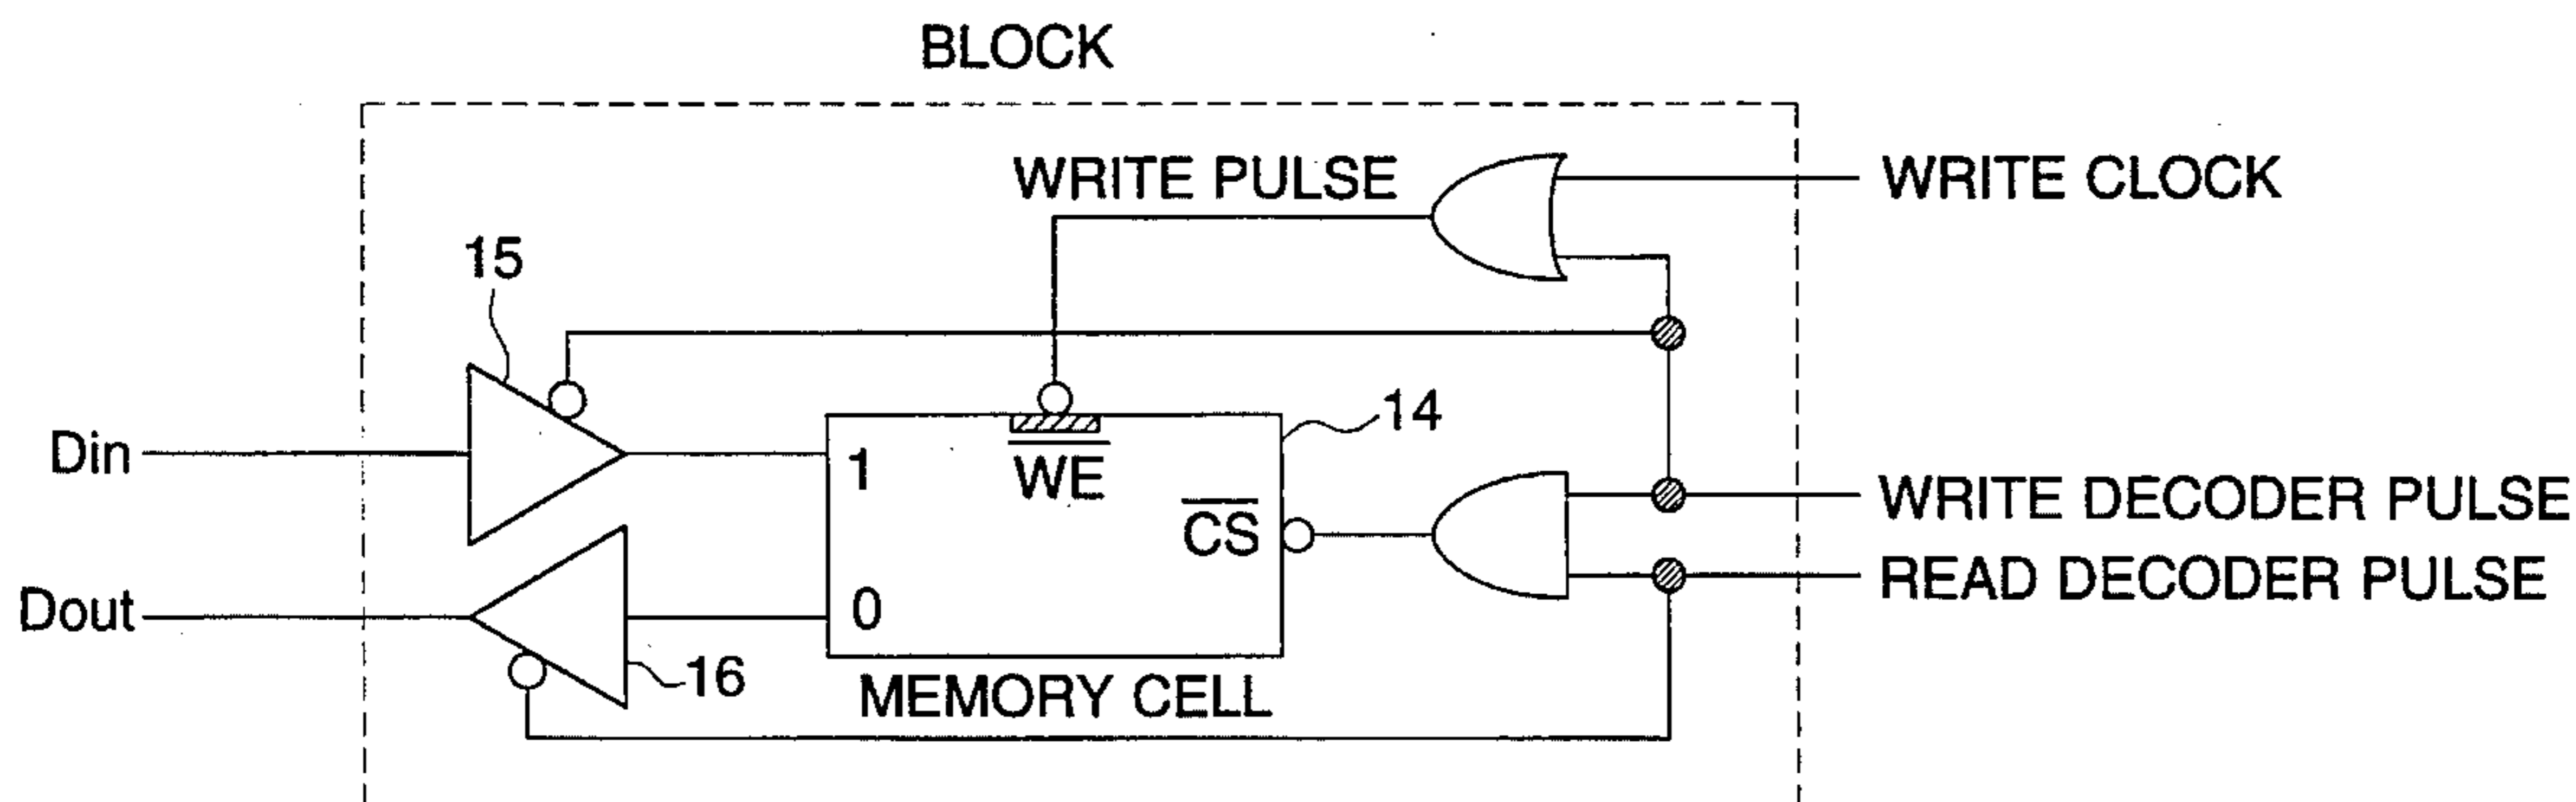 BLOCK
WRITE PULSE
WRITE CLOCK
15
14
Din
1
WE
CS
WRITE DECODER PULSE
READ DECODER PULSE
Dout
0
16
MEMORY CELL